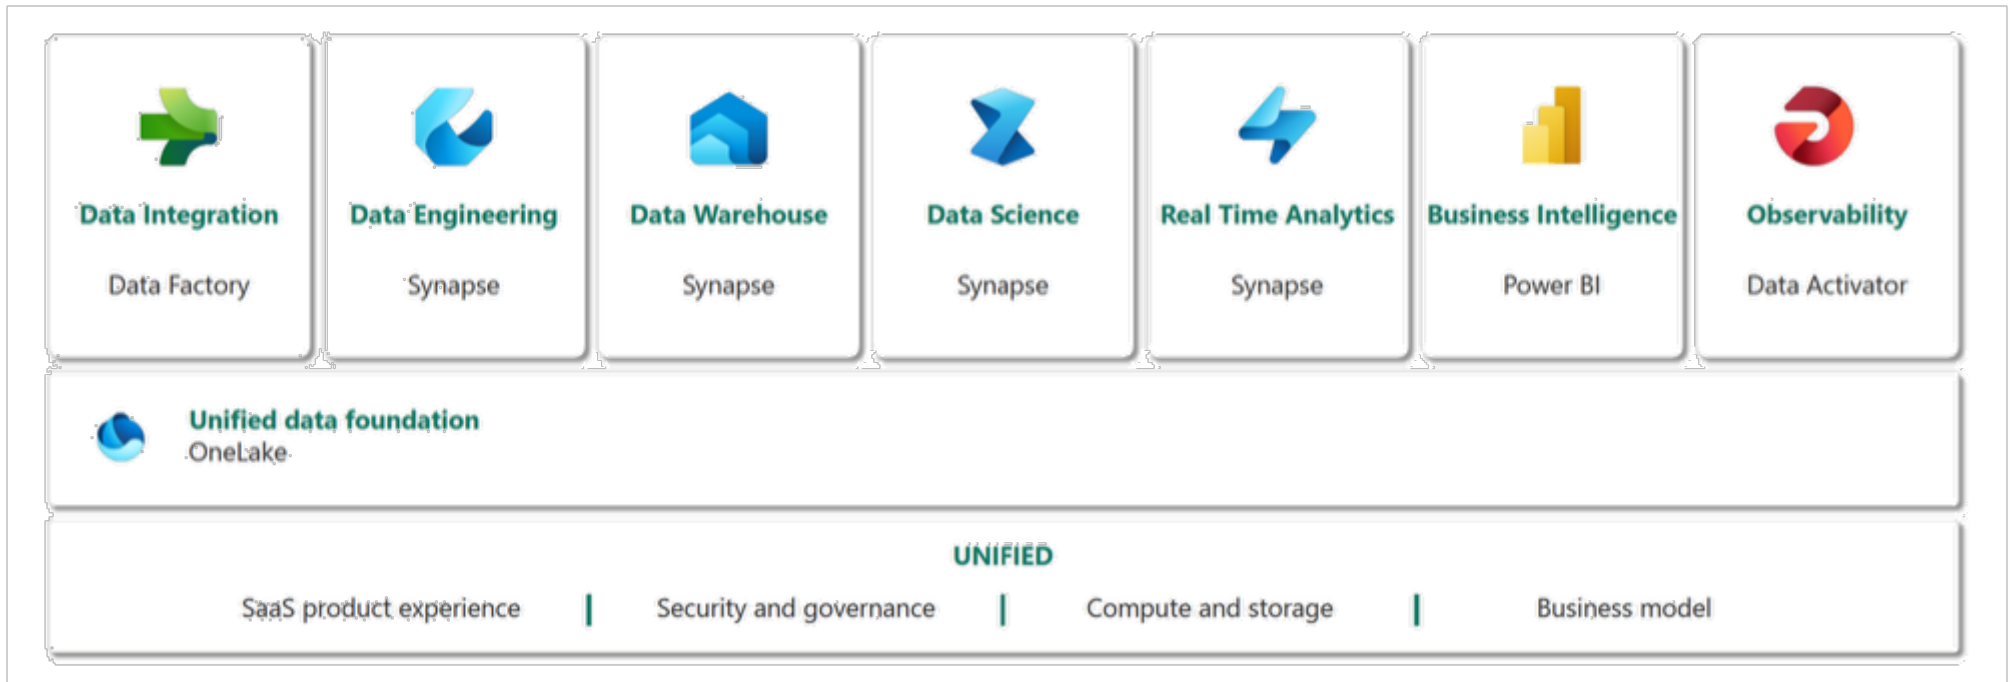 Data Integration
Data Factory
Data Engineering
Synapse
Data Warehouse
Synapse
Data Science
Synapse
Real Time Analytics
Synapse
Business Intelligence
Power BI
Observability
Data Activator
Unified data foundation
OneLake
UNIFIED
SaaS product experience | Security and governance | Compute and storage | Business model